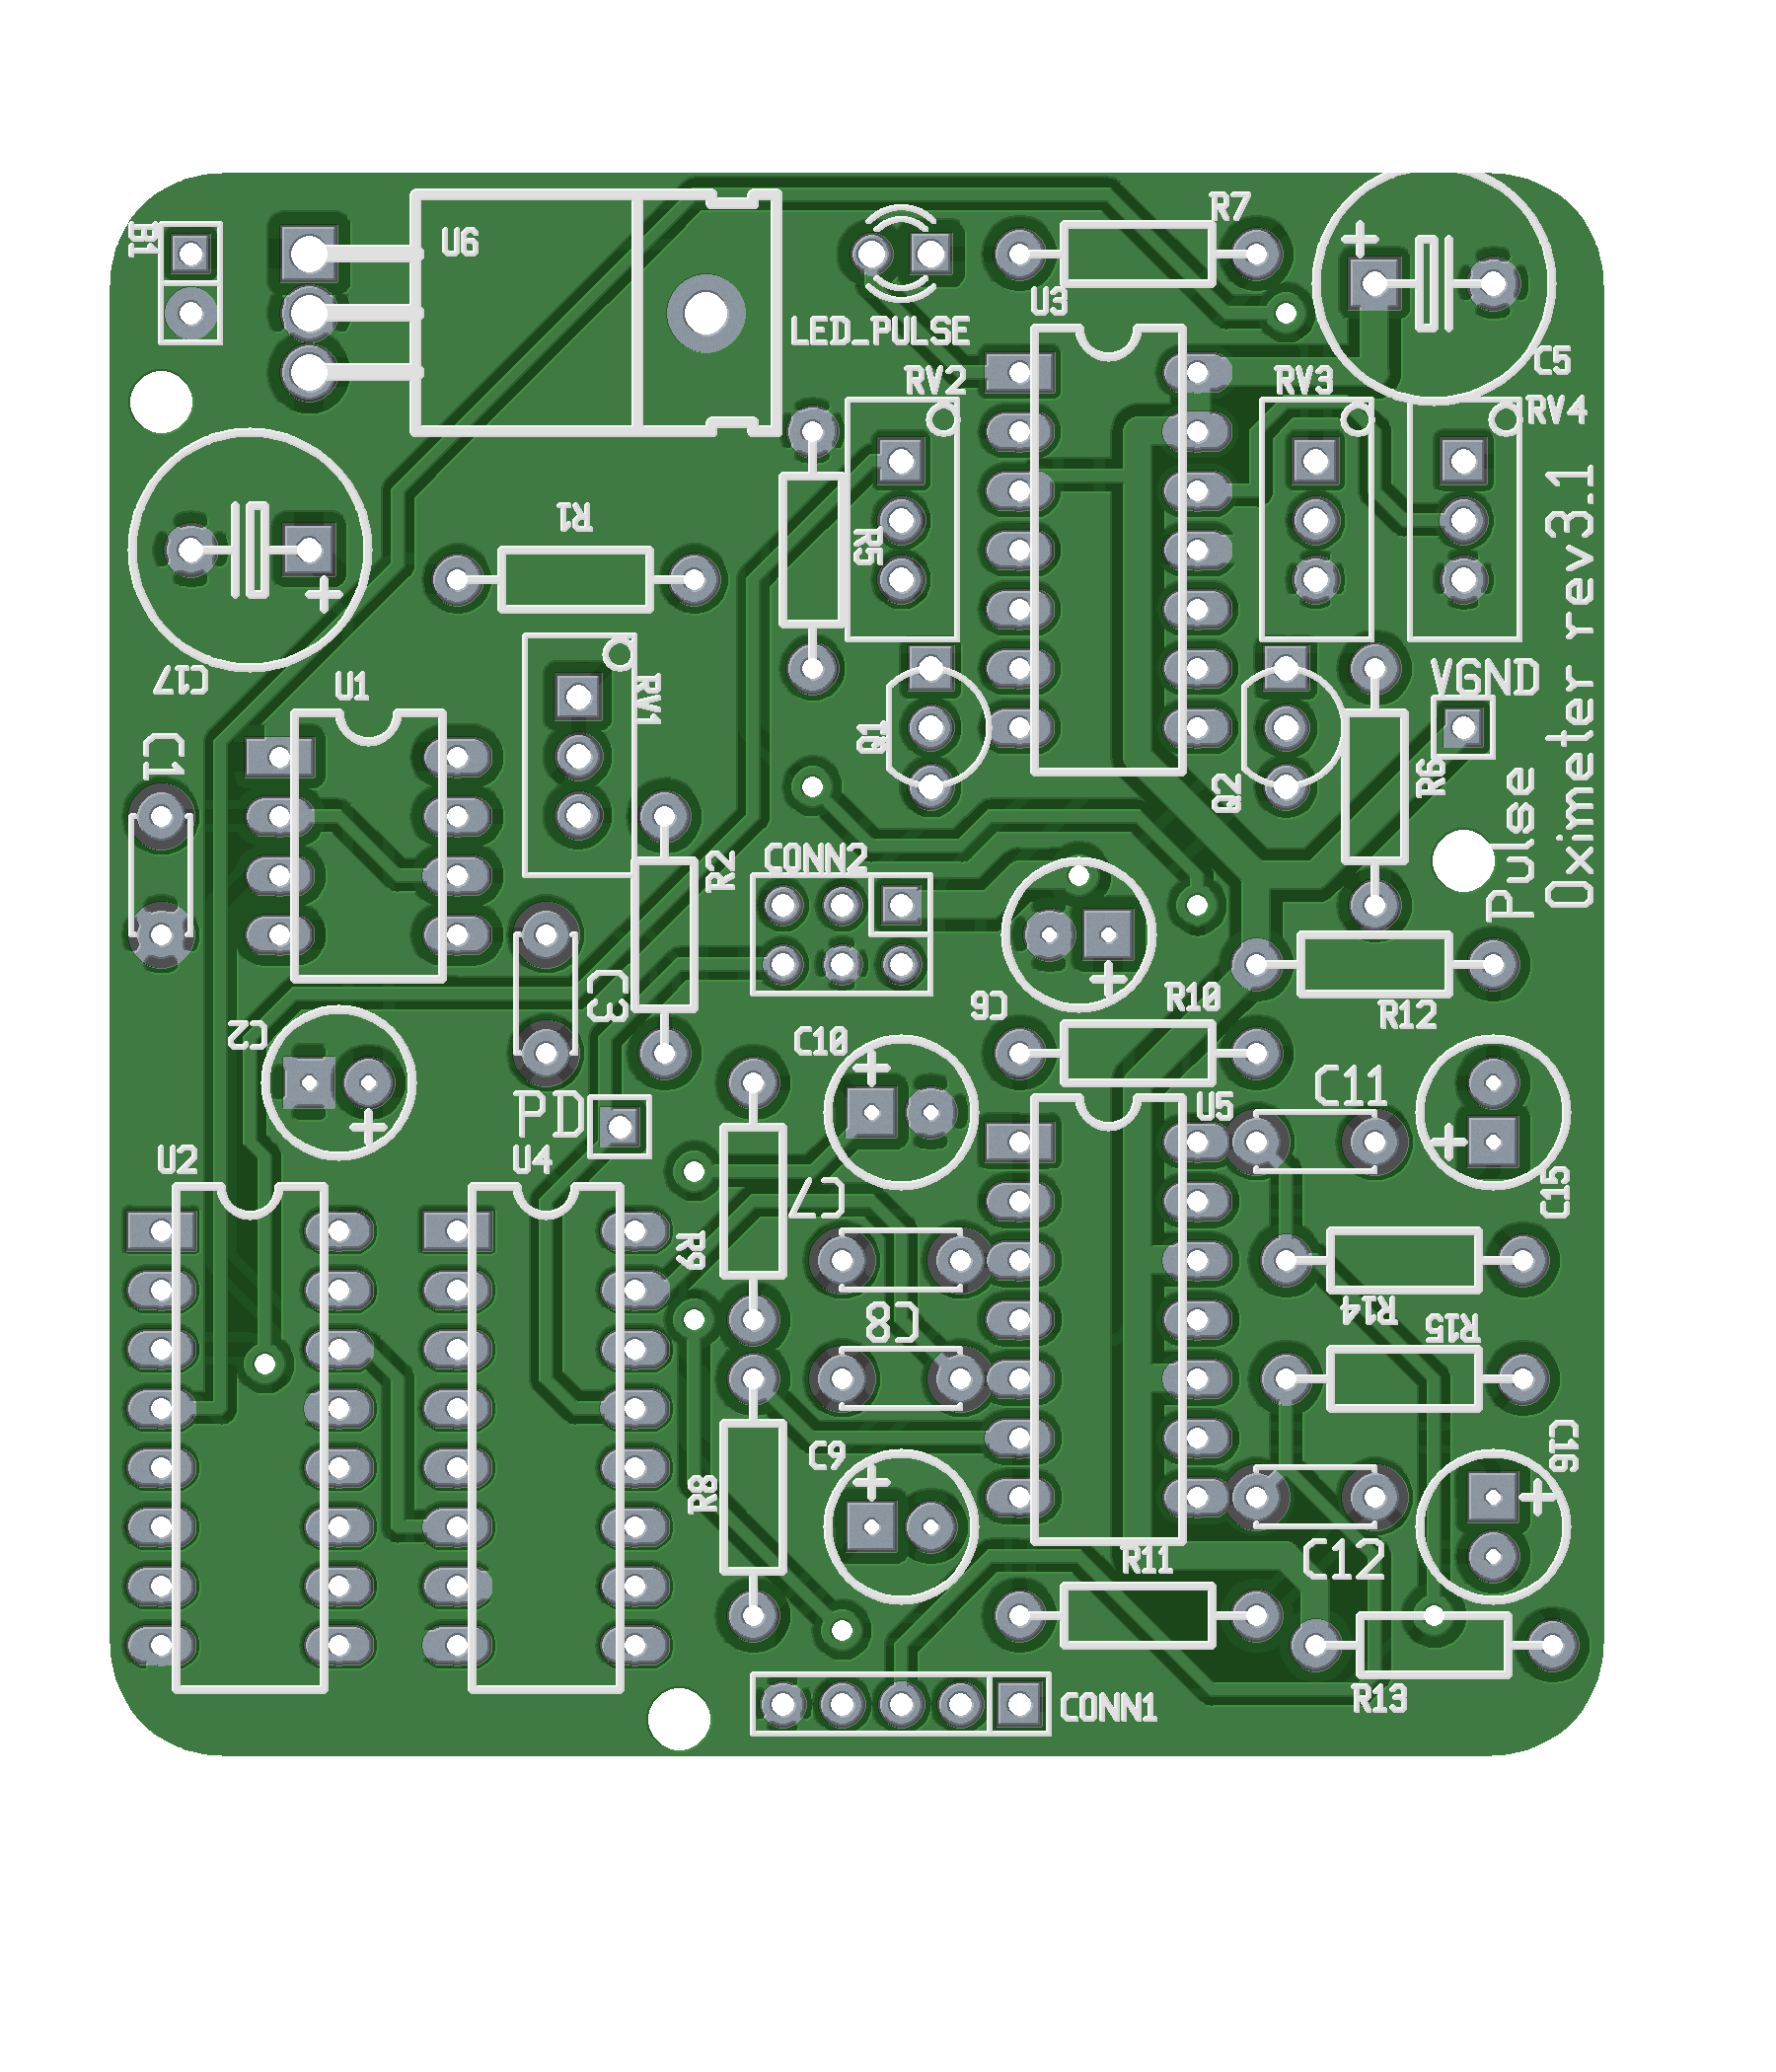 B1
U6
R7
U3
LED_PULSE
C5
RV2
RV3
RV4
R1
R5
C17
U1
RV1
VGND
Q1
Q2
R6
C1
Pulse
Oximeter rev3.1
R2
CONN2
C3
C6
R10
R12
C2
C10
PD
C11
U5
U2
U4
C7
C15
R9
C8
R14
R15
C9
R8
C16
R11
C12
CONN1
R13